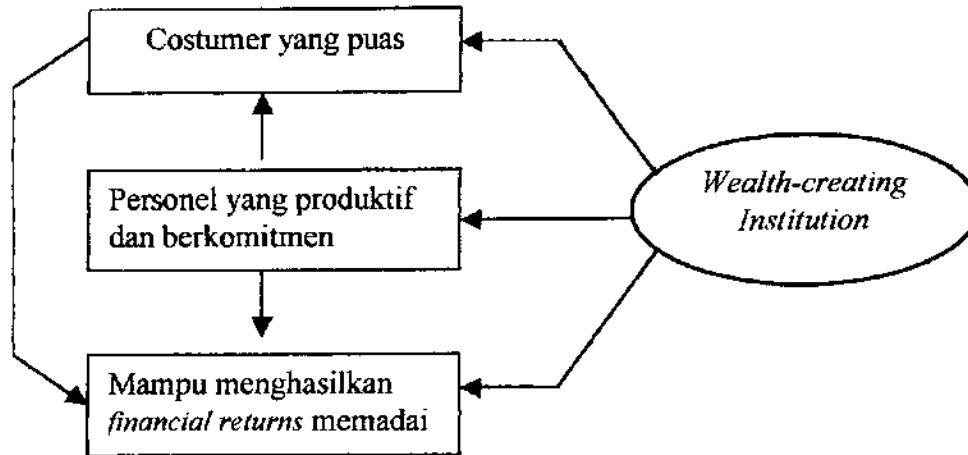 Costumer yang puas
Personel yang produktif
dan berkomitmen
Wealth-creating
Institution
Mampu menghasilkan
financial returns memadai